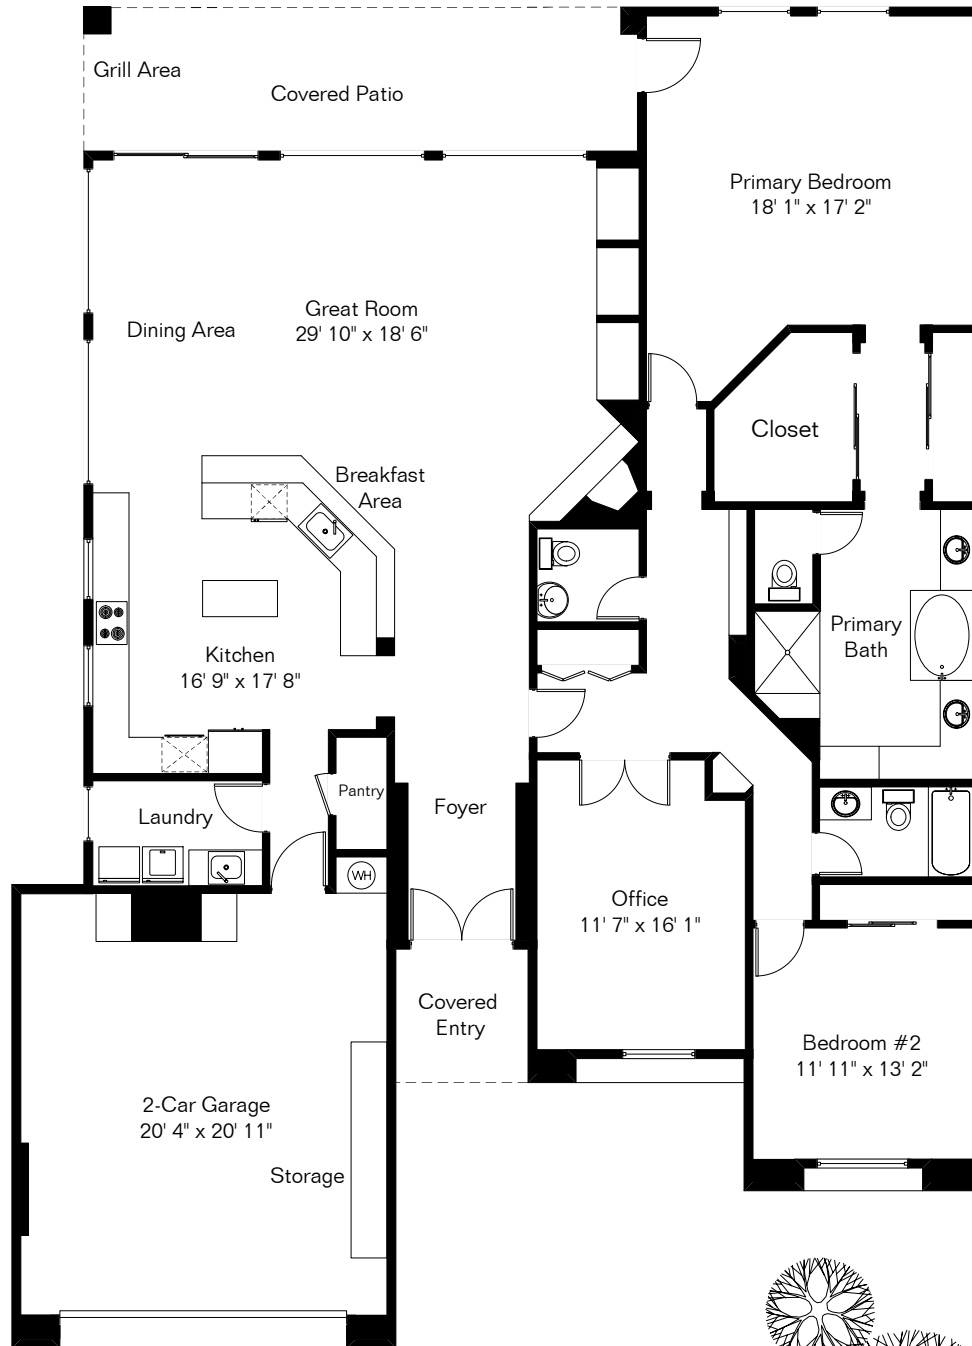 Grill Area
Covered Patio
Primary Bedroom
18' 1" x 17' 2"
Great Room
29' 10" x 18' 6"
Dining Area
Closet
Breakfast
Area
Primary
Bath
Kitchen
16' 9" x 17' 8"
Pantry
Laundry
Foyer
WH
Office
11' 7" x 16' 1"
Covered
Entry
Bedroom #2
11' 11" x 13' 2"
2-Car Garage
20' 4" x 20' 11"
Storage